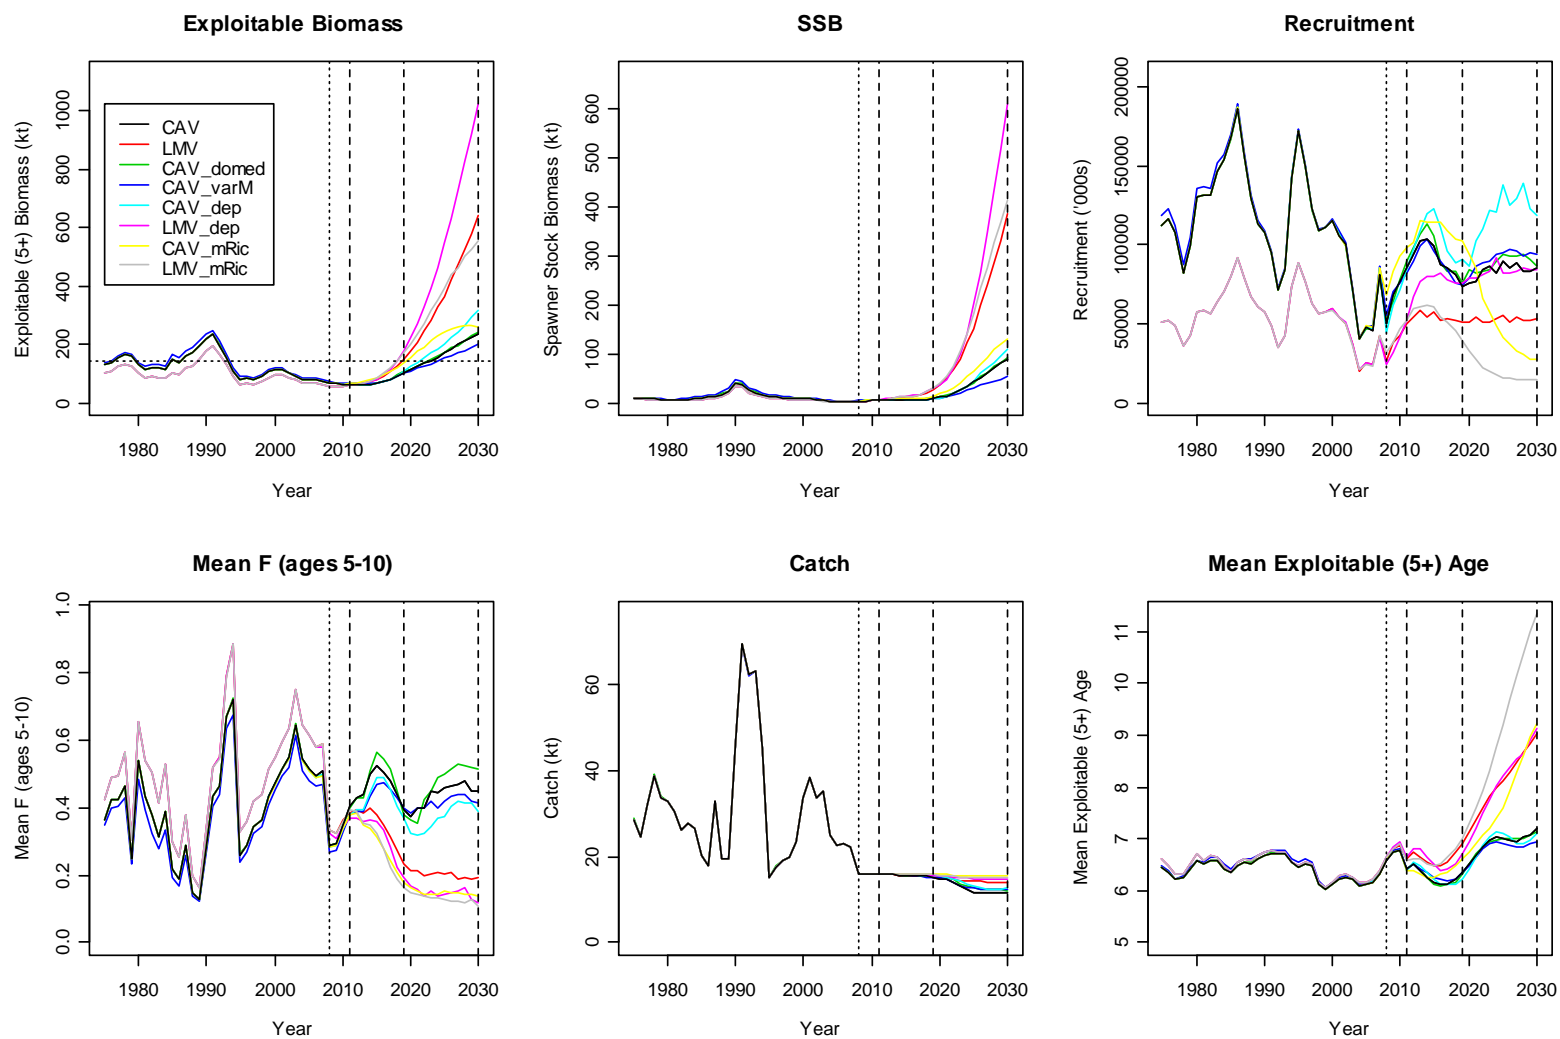 Exploitable Biomass
Exploitable (5+) Biomass (kt)
0 200 400 600 800 1000
CAV
LMV
CAV_domed
CAV_varM
CAV_dep
LMV_dep
CAV_mRic
LMV_mRic
1980 1990 2000 2010 2020 2030
Year
SSB
Spawner Stock Biomass (kt)
0 100 200 300 400 500 600
1980 1990 2000 2010 2020 2030
Year
Recruitment
Recruitment ('000s)
0 50000 100000 150000 200000
1980 1990 2000 2010 2020 2030
Year
Mean F (ages 5-10)
Mean F (ages 5-10)
0.0 0.2 0.4 0.6 0.8 1.0
1980 1990 2000 2010 2020 2030
Year
Catch
Catch (kt)
0 20 40 60
1980 1990 2000 2010 2020 2030
Year
Mean Exploitable (5+) Age
Mean Exploitable (5+) Age
5 6 7 8 9 10 11
1980 1990 2000 2010 2020 2030
Year